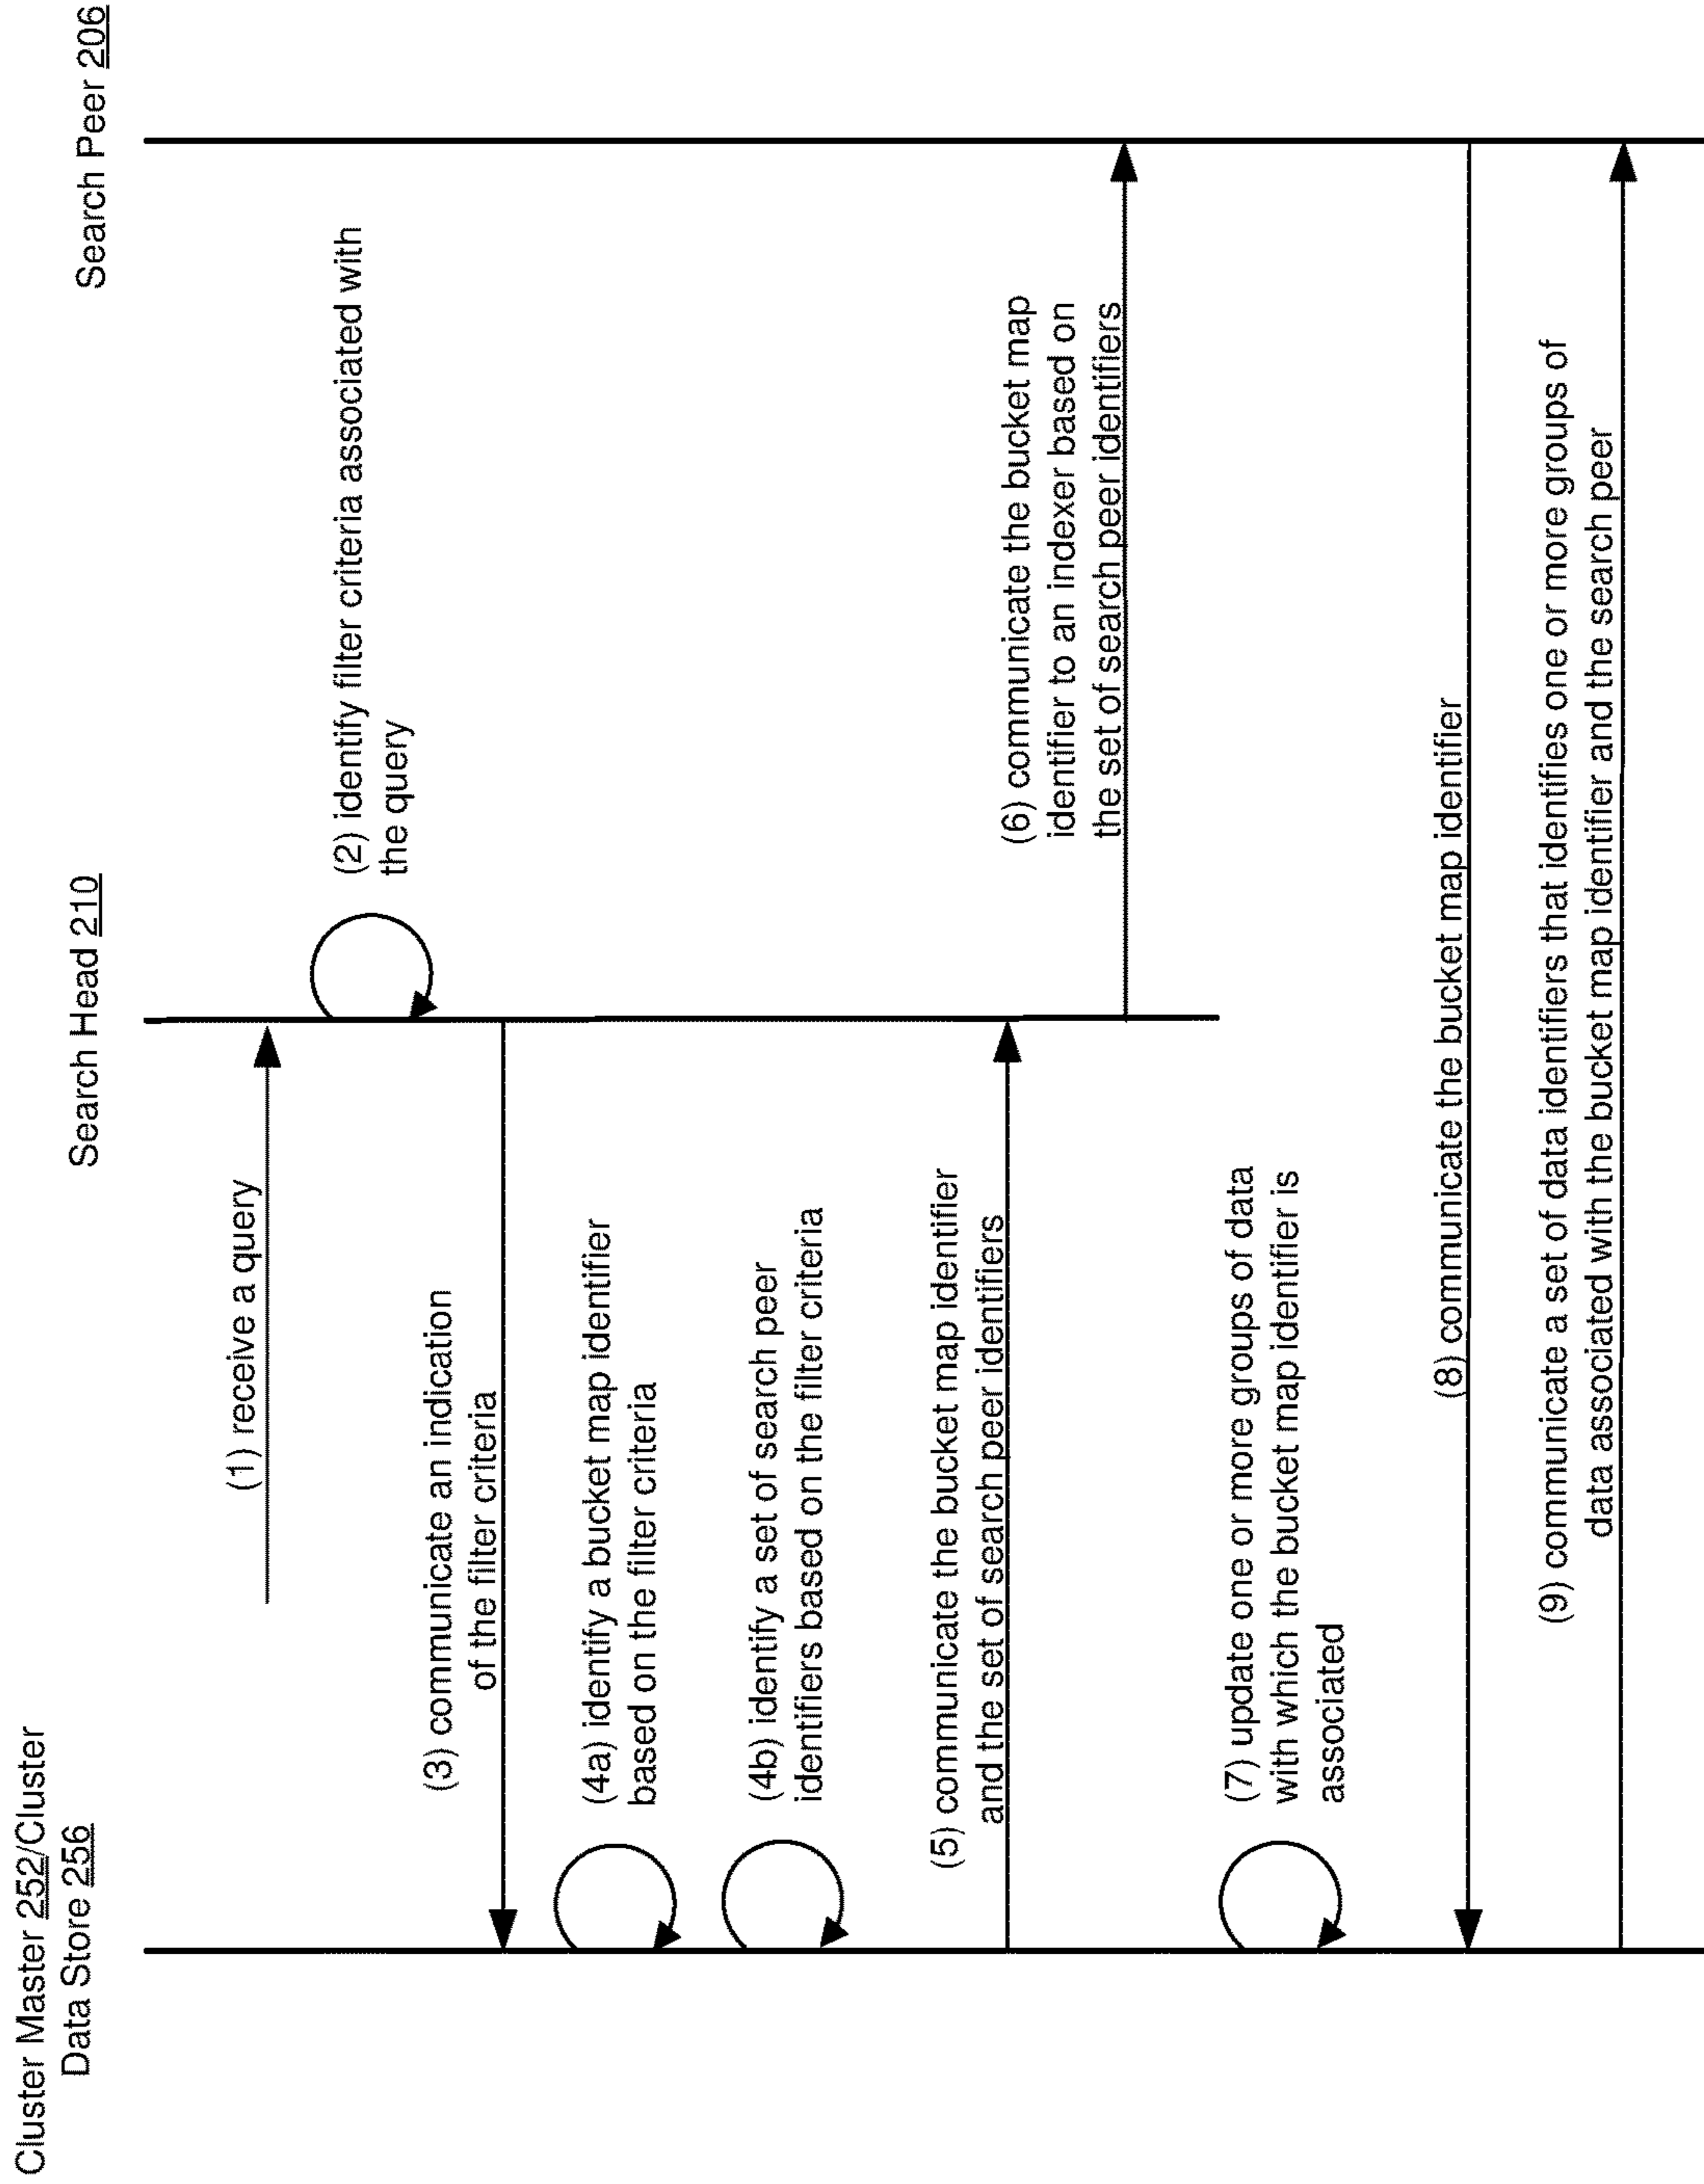 Cluster Master 252/Cluster
Data Store 256
Search Head 210
Search Peer 206
(1) receive a query
(2) identify filter criteria associated with
the query
(3) communicate an indication
of the filter criteria
(4a) identify a bucket map identifier
based on the filter criteria
(4b) identify a set of search peer
identifiers based on the filter criteria
(5) communicate the bucket map identifier
and the set of search peer identifiers
(6) communicate the bucket map
identifier to an indexer based on
the set of search peer identifiers
(7) update one or more groups of data
with which the bucket map identifier is
associated
(8) communicate the bucket map identifier
(9) communicate a set of data identifiers that identifies one or more groups of
data associated with the bucket map identifier and the search peer